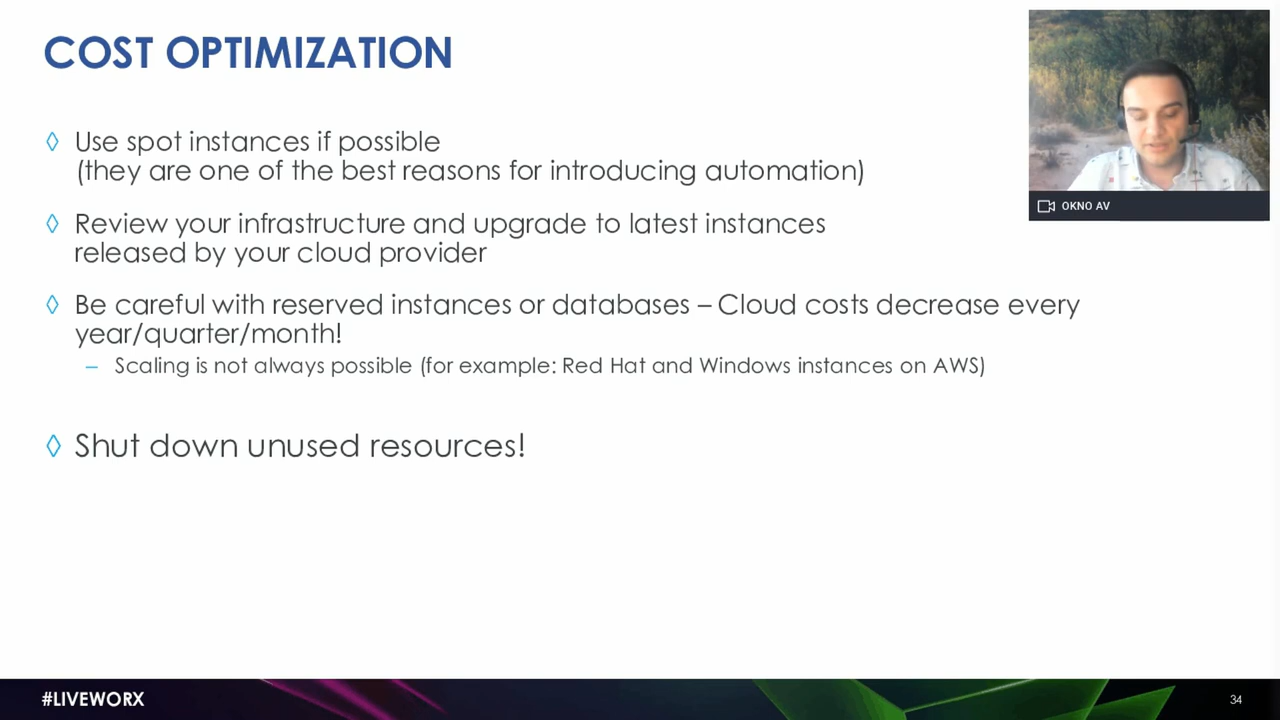 COST OPTIMIZATION
◊ Use spot instances if possible
(they are one of the best reasons for introducing automation)
◊ Review your infrastructure and upgrade to latest instances
released by your cloud provider
◊ Be careful with reserved instances or databases – Cloud costs decrease every
year/quarter/month!
– Scaling is not always possible (for example: Red Hat and Windows instances on AWS)
◊ Shut down unused resources!
OKNO AV
#LIVEWORX
34